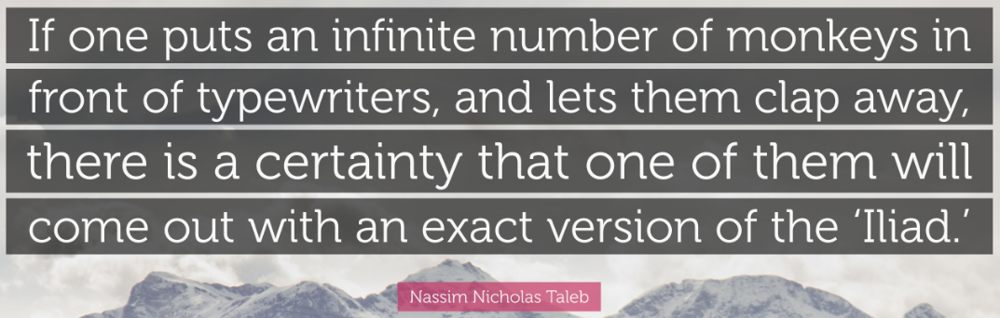 If one puts an infinite number of monkeys in
front of typewriters, and lets them clap away,
there is a certainty that one of them will
come out with an exact version of the ‘Iliad.’
Nassim Nicholas Taleb